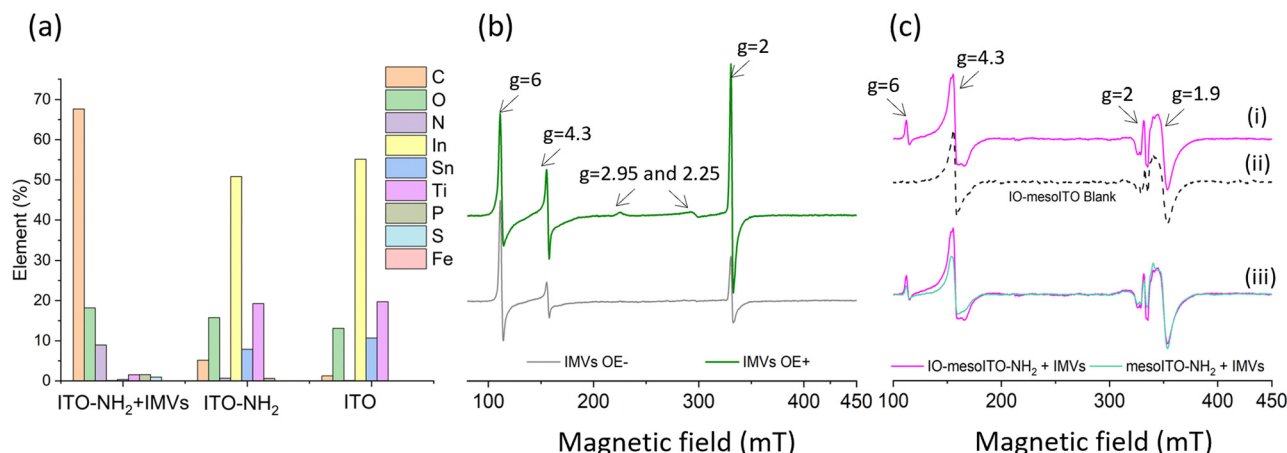 (a)
Element (%)
70
60
50
40
30
20
10
0
C
O
N
In
Sn
Ti
P
S
Fe
ITO-NH₂+IMVs
ITO-NH₂
ITO
(b)
g=6
g=4.3
g=2.95 and 2.25
g=2
IMVs OE-
IMVs OE+
100
200
300
400
450
Magnetic field (mT)
(c)
g=6
g=4.3
g=2
g=1.9
(i)
(ii)
IO-mesoITO Blank
(iii)
IO-mesoITO-NH₂ + IMVs
mesoITO-NH₂ + IMVs
100
200
300
400
450
Magnetic field (mT)